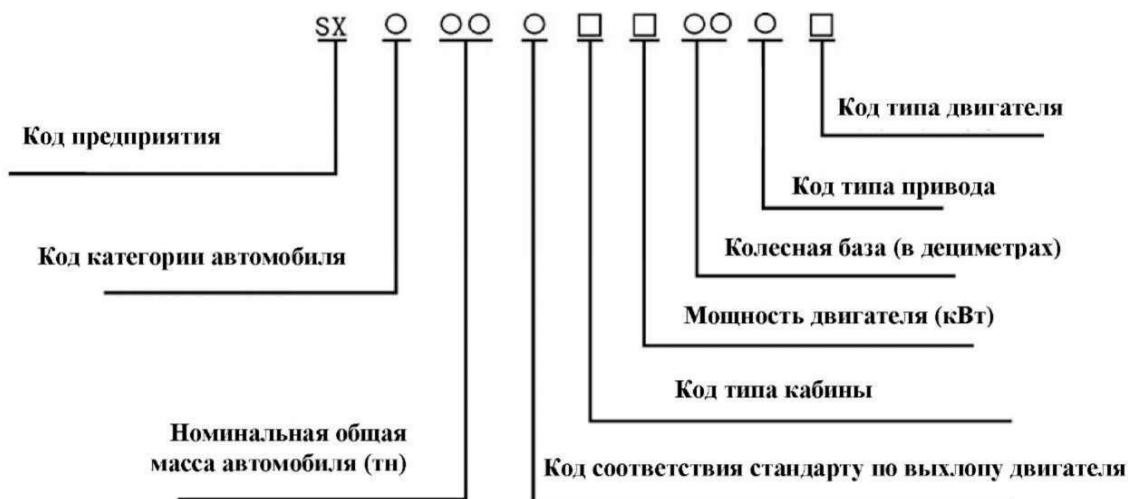 SX ○ ○○ ○ □ □ ○○ ○ □
Код типа двигателя
Код предприятия
Код типа привода
Код категории автомобиля
Колесная база (в дециметрах)
Мощность двигателя (кВт)
Код типа кабины
Номинальная общая
масса автомобиля (тн)
Код соответствия стандарту по выхлопу двигателя